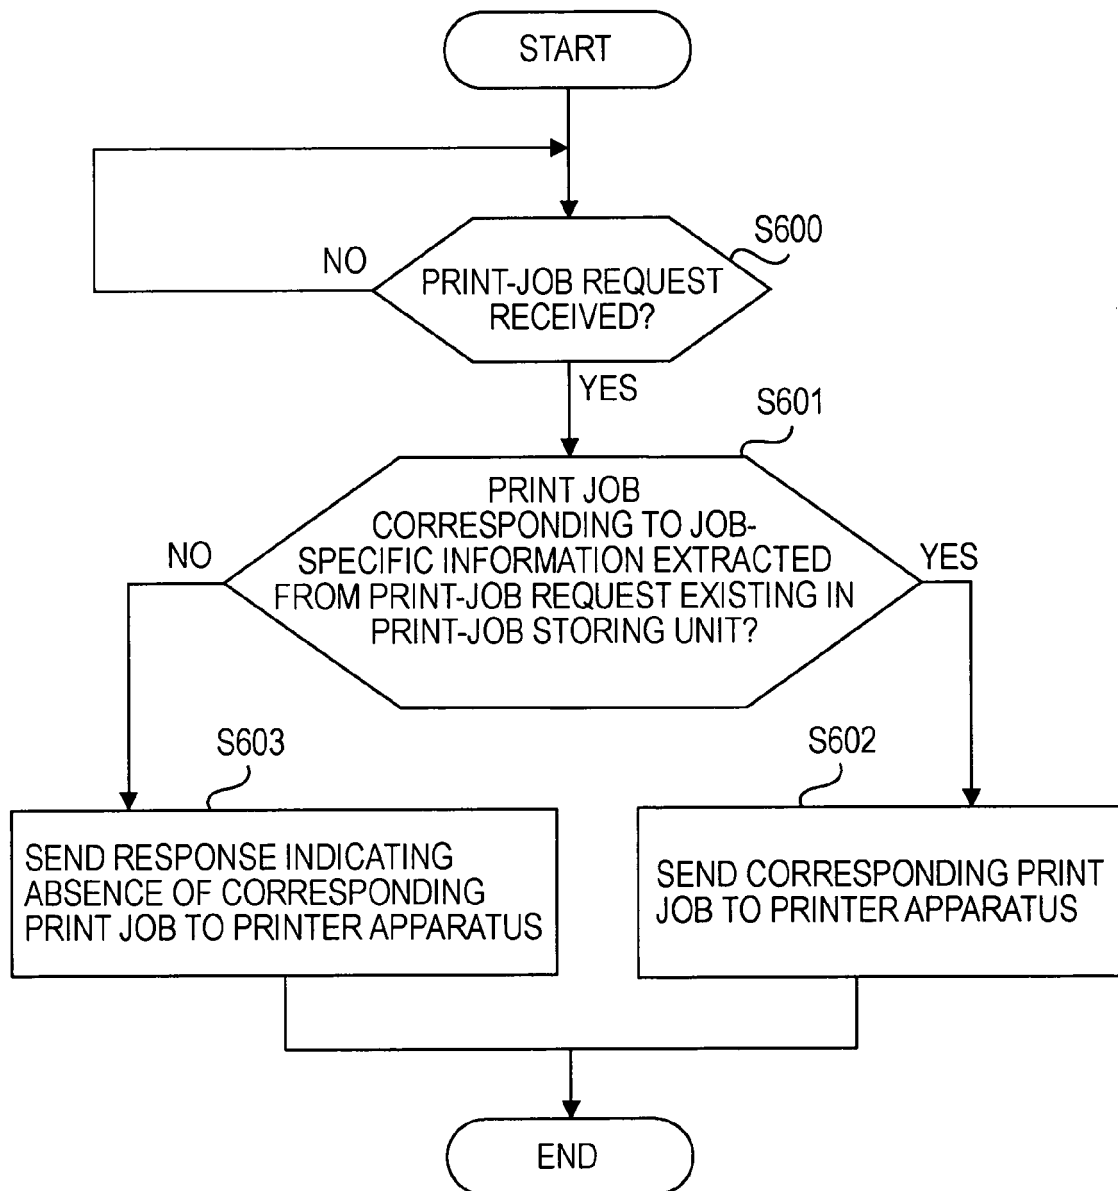 START
S600
NO
PRINT-JOB REQUEST
RECEIVED?
YES
S601
PRINT JOB
CORRESPONDING TO JOB-
SPECIFIC INFORMATION EXTRACTED
FROM PRINT-JOB REQUEST EXISTING IN
PRINT-JOB STORING UNIT?
NO
YES
S603
S602
SEND RESPONSE INDICATING
ABSENCE OF CORRESPONDING
PRINT JOB TO PRINTER APPARATUS
SEND CORRESPONDING PRINT
JOB TO PRINTER APPARATUS
END